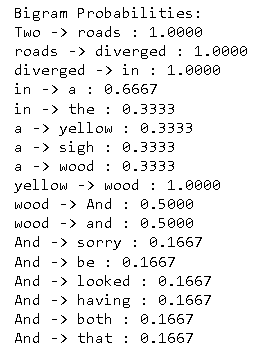 Bigram Probabilities:
Two -> roads : 1.0000
roads -> diverged : 1.0000
diverged -> in : 1.0000
in -> a : 0.6667
in -> the : 0.3333
a -> yellow : 0.3333
a -> sigh : 0.3333
a -> wood : 0.3333
yellow -> wood : 1.0000
wood -> And : 0.5000
wood -> and : 0.5000
And -> sorry : 0.1667
And -> be : 0.1667
And -> looked : 0.1667
And -> having : 0.1667
And -> both : 0.1667
And -> that : 0.1667